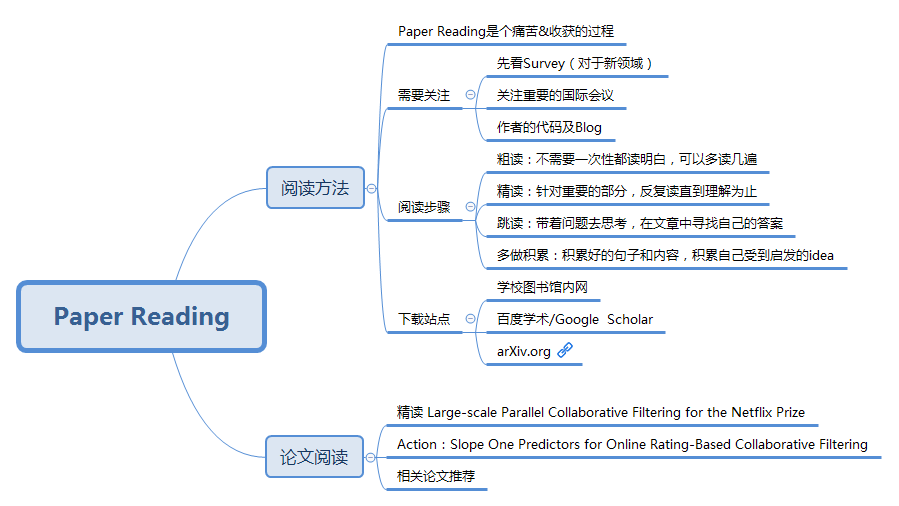 Paper Reading
阅读方法
Paper Reading是个痛苦&收获的过程
需要关注
先看Survey（对于新领域）
关注重要的国际会议
作者的代码及Blog
阅读步骤
粗读：不需要一次性都读明白，可以多读几遍
精读：针对重要的部分，反复读直到理解为止
跳读：带着问题去思考，在文章中寻找自己的答案
多做积累：积累好的句子和内容，积累自己受到启发的idea
下载站点
学校图书馆内网
百度学术/Google  Scholar
arXiv.org
论文阅读
精读 Large-scale Parallel Collaborative Filtering for the Netflix Prize
Action：Slope One Predictors for Online Rating-Based Collaborative Filtering
相关论文推荐